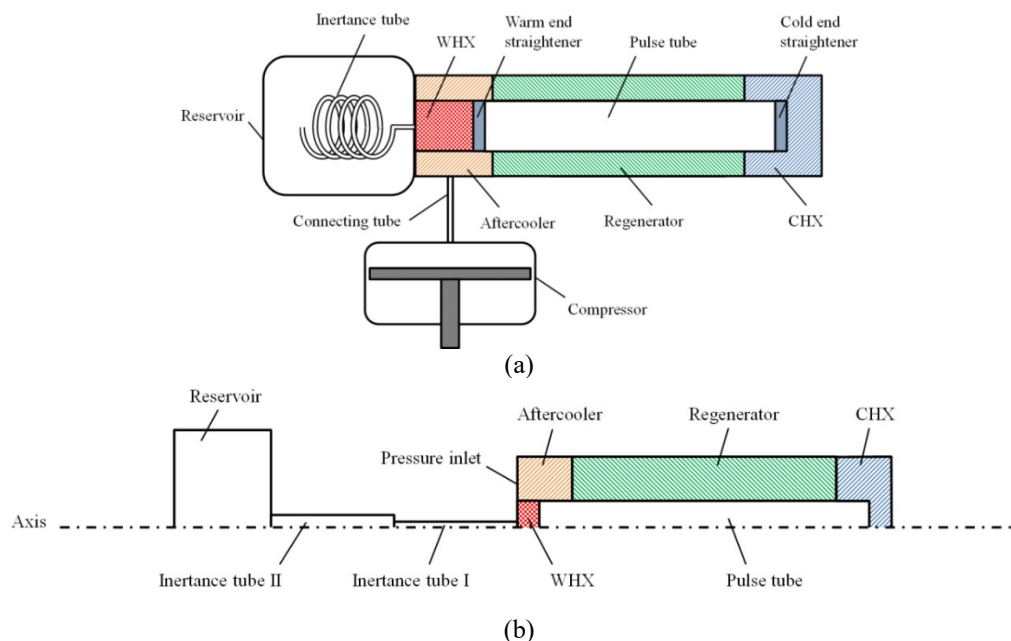 Inertance tube
WHX
Warm end
straightener
Pulse tube
Cold end
straightener
Reservoir
Connecting tube
Aftercooler
Regenerator
CHX
Compressor
(a)
Reservoir
Aftercooler
Regenerator
CHX
Pressure inlet
Axis
Inertance tube II
Inertance tube I
WHX
Pulse tube
(b)